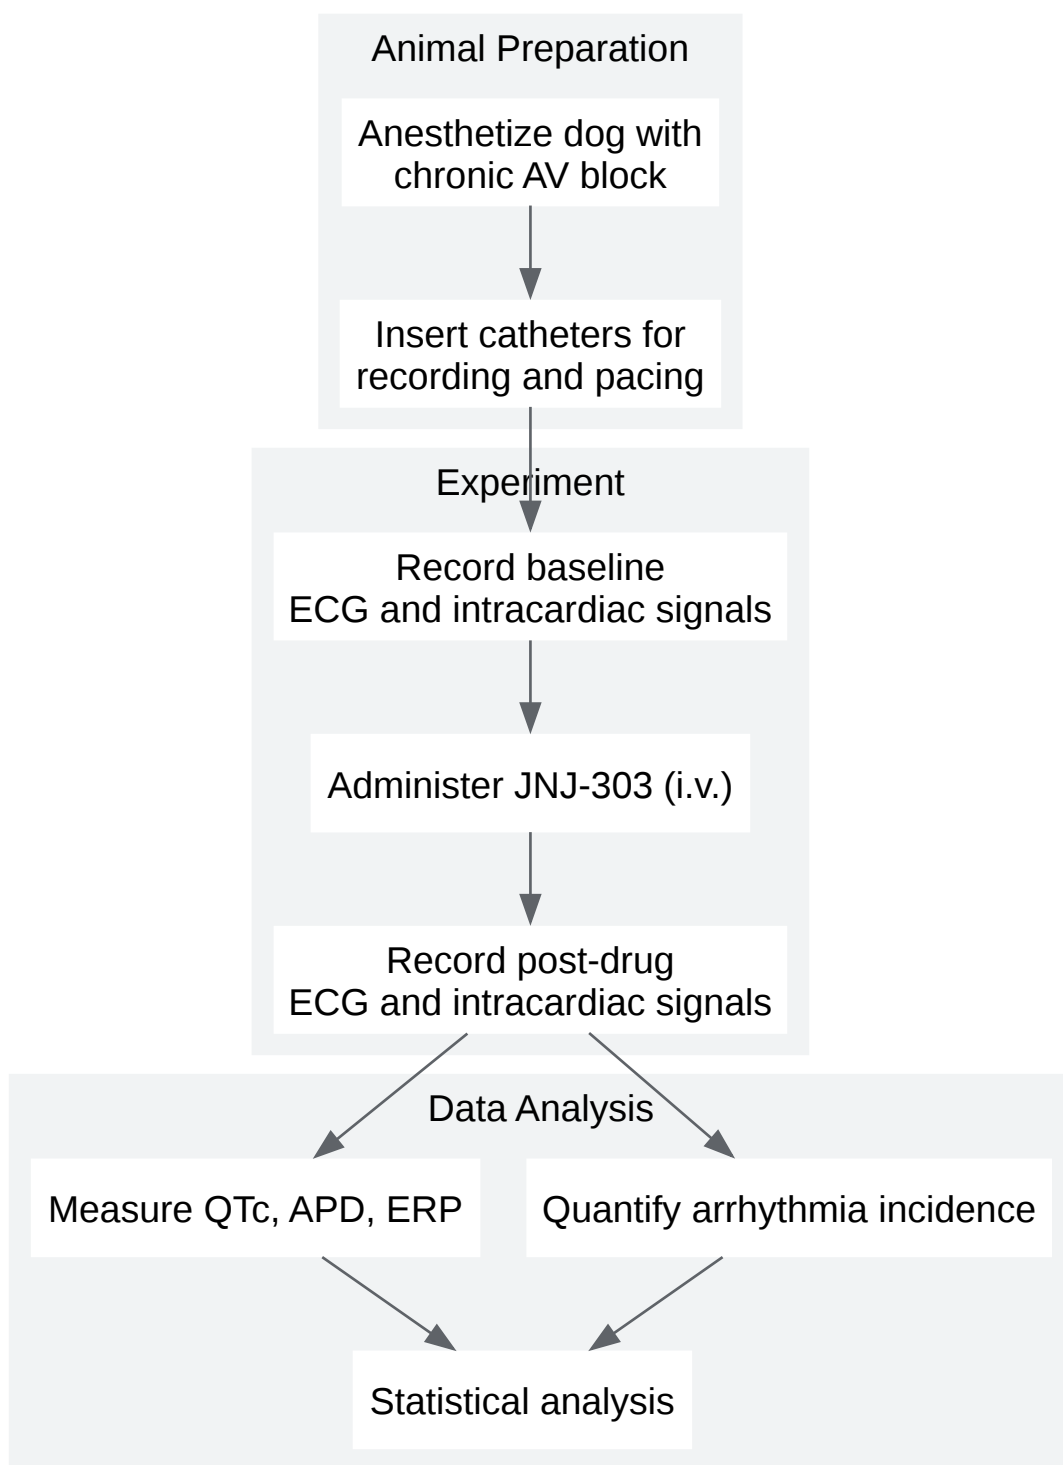 Animal Preparation
Anesthetize dog with
chronic AV block
Insert catheters for
recording and pacing
Experiment
Record baseline
ECG and intracardiac signals
Administer JNJ-303 (i.v.)
Record post-drug
ECG and intracardiac signals
Data Analysis
Measure QTc, APD, ERP
Quantify arrhythmia incidence
Statistical analysis